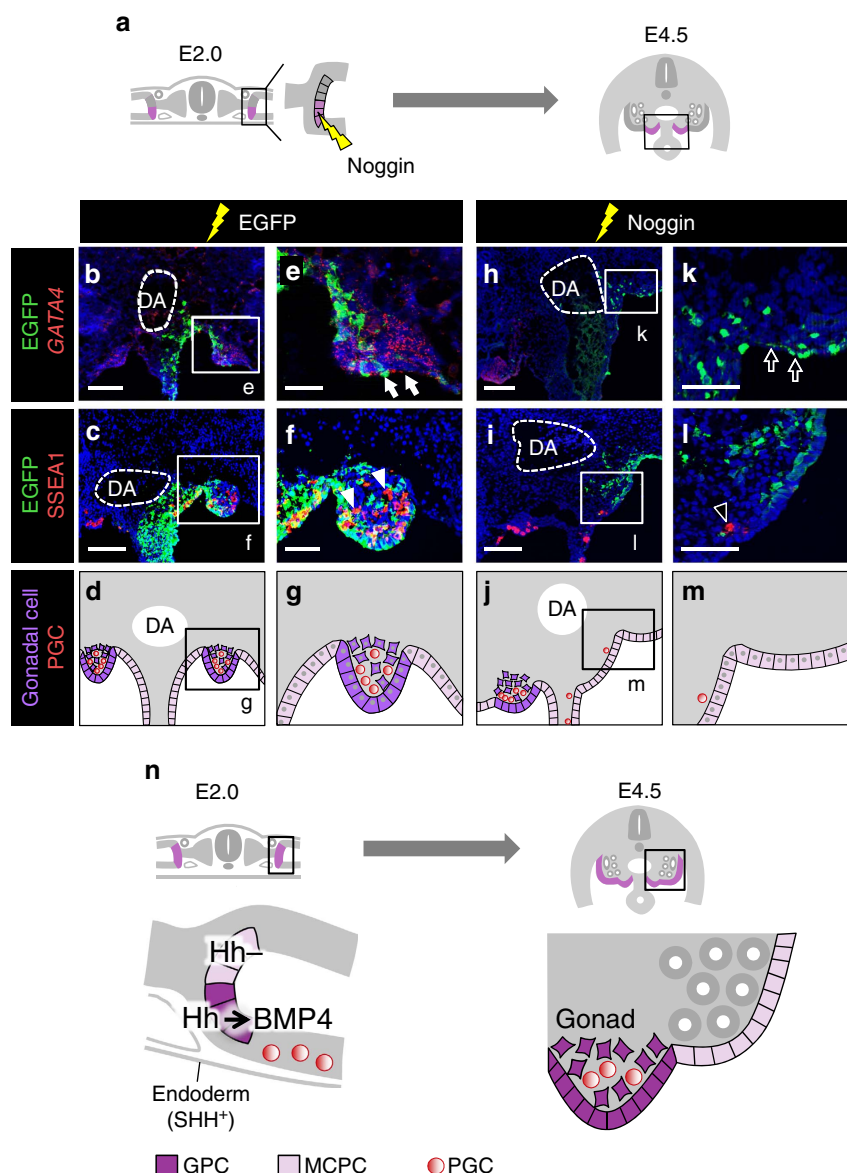 a
E2.0
E4.5
Noggin
EGFP
Noggin
EGFP
GATA4
b
DA
e
e
h
DA
k
k
EGFP
SSEA1
c
DA
f
f
i
DA
l
l
Gonadal cell
PGC
d
DA
g
g
j
DA
m
m
n
E2.0
E4.5
Hh–
Hh
BMP4
Endoderm
(SHH+)
Gonad
GPC
MCPC
PGC